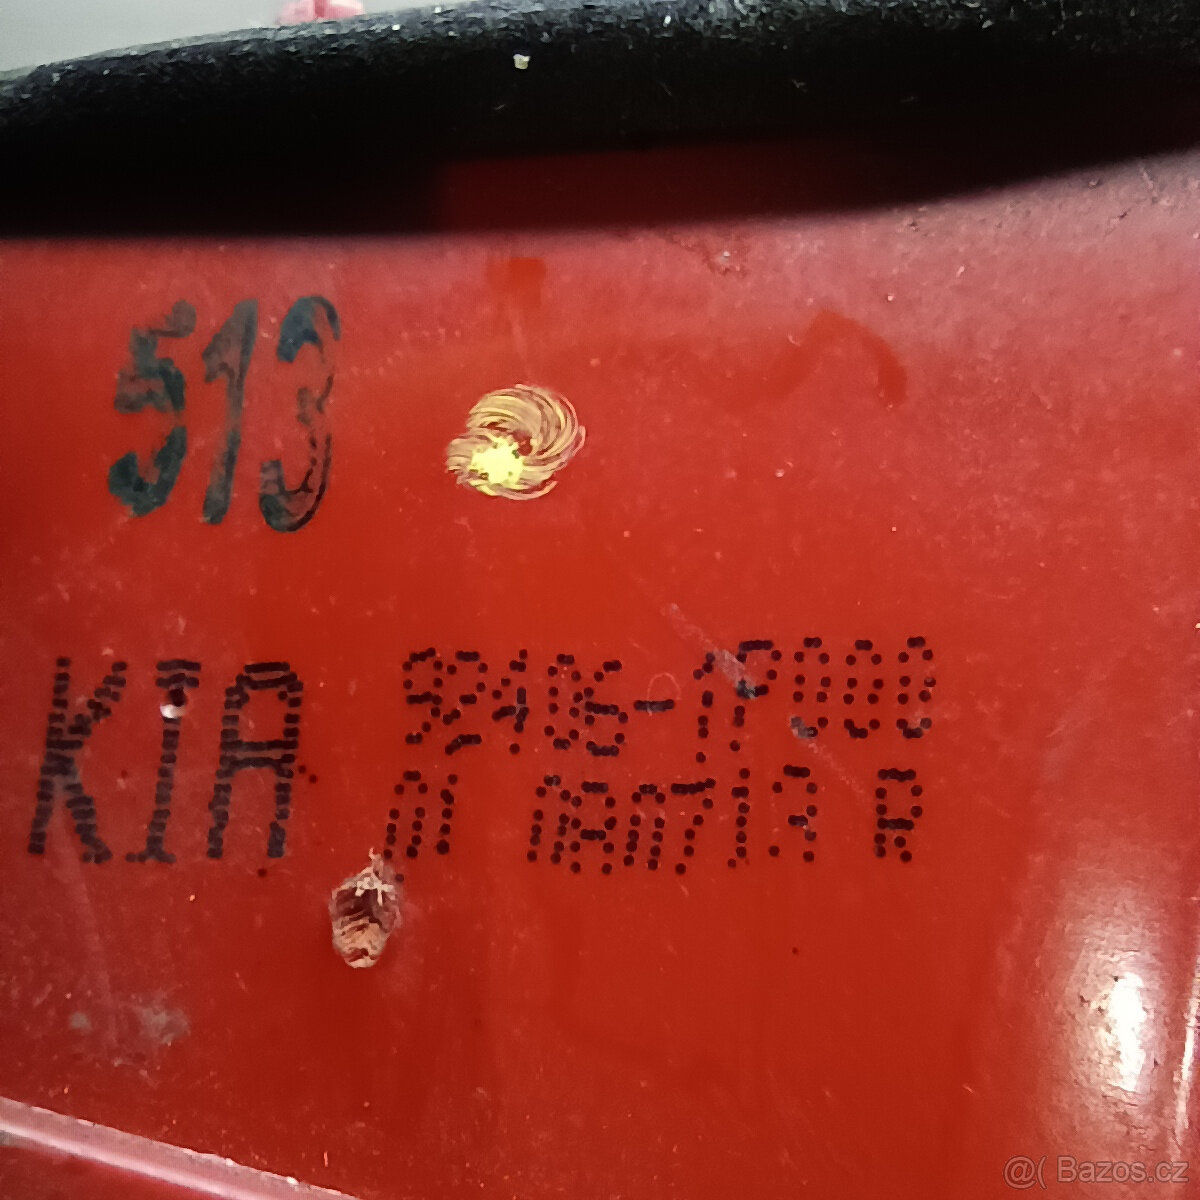 513
KIA 92406-1P000
R
@( Bazos.cz